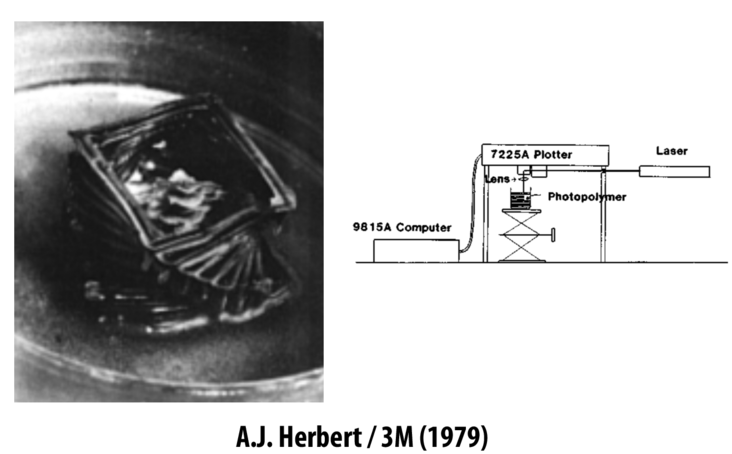 7225A Plotter
Laser
Lens
Photopolymer
9815A Computer
A.J. Herbert / 3M (1979)